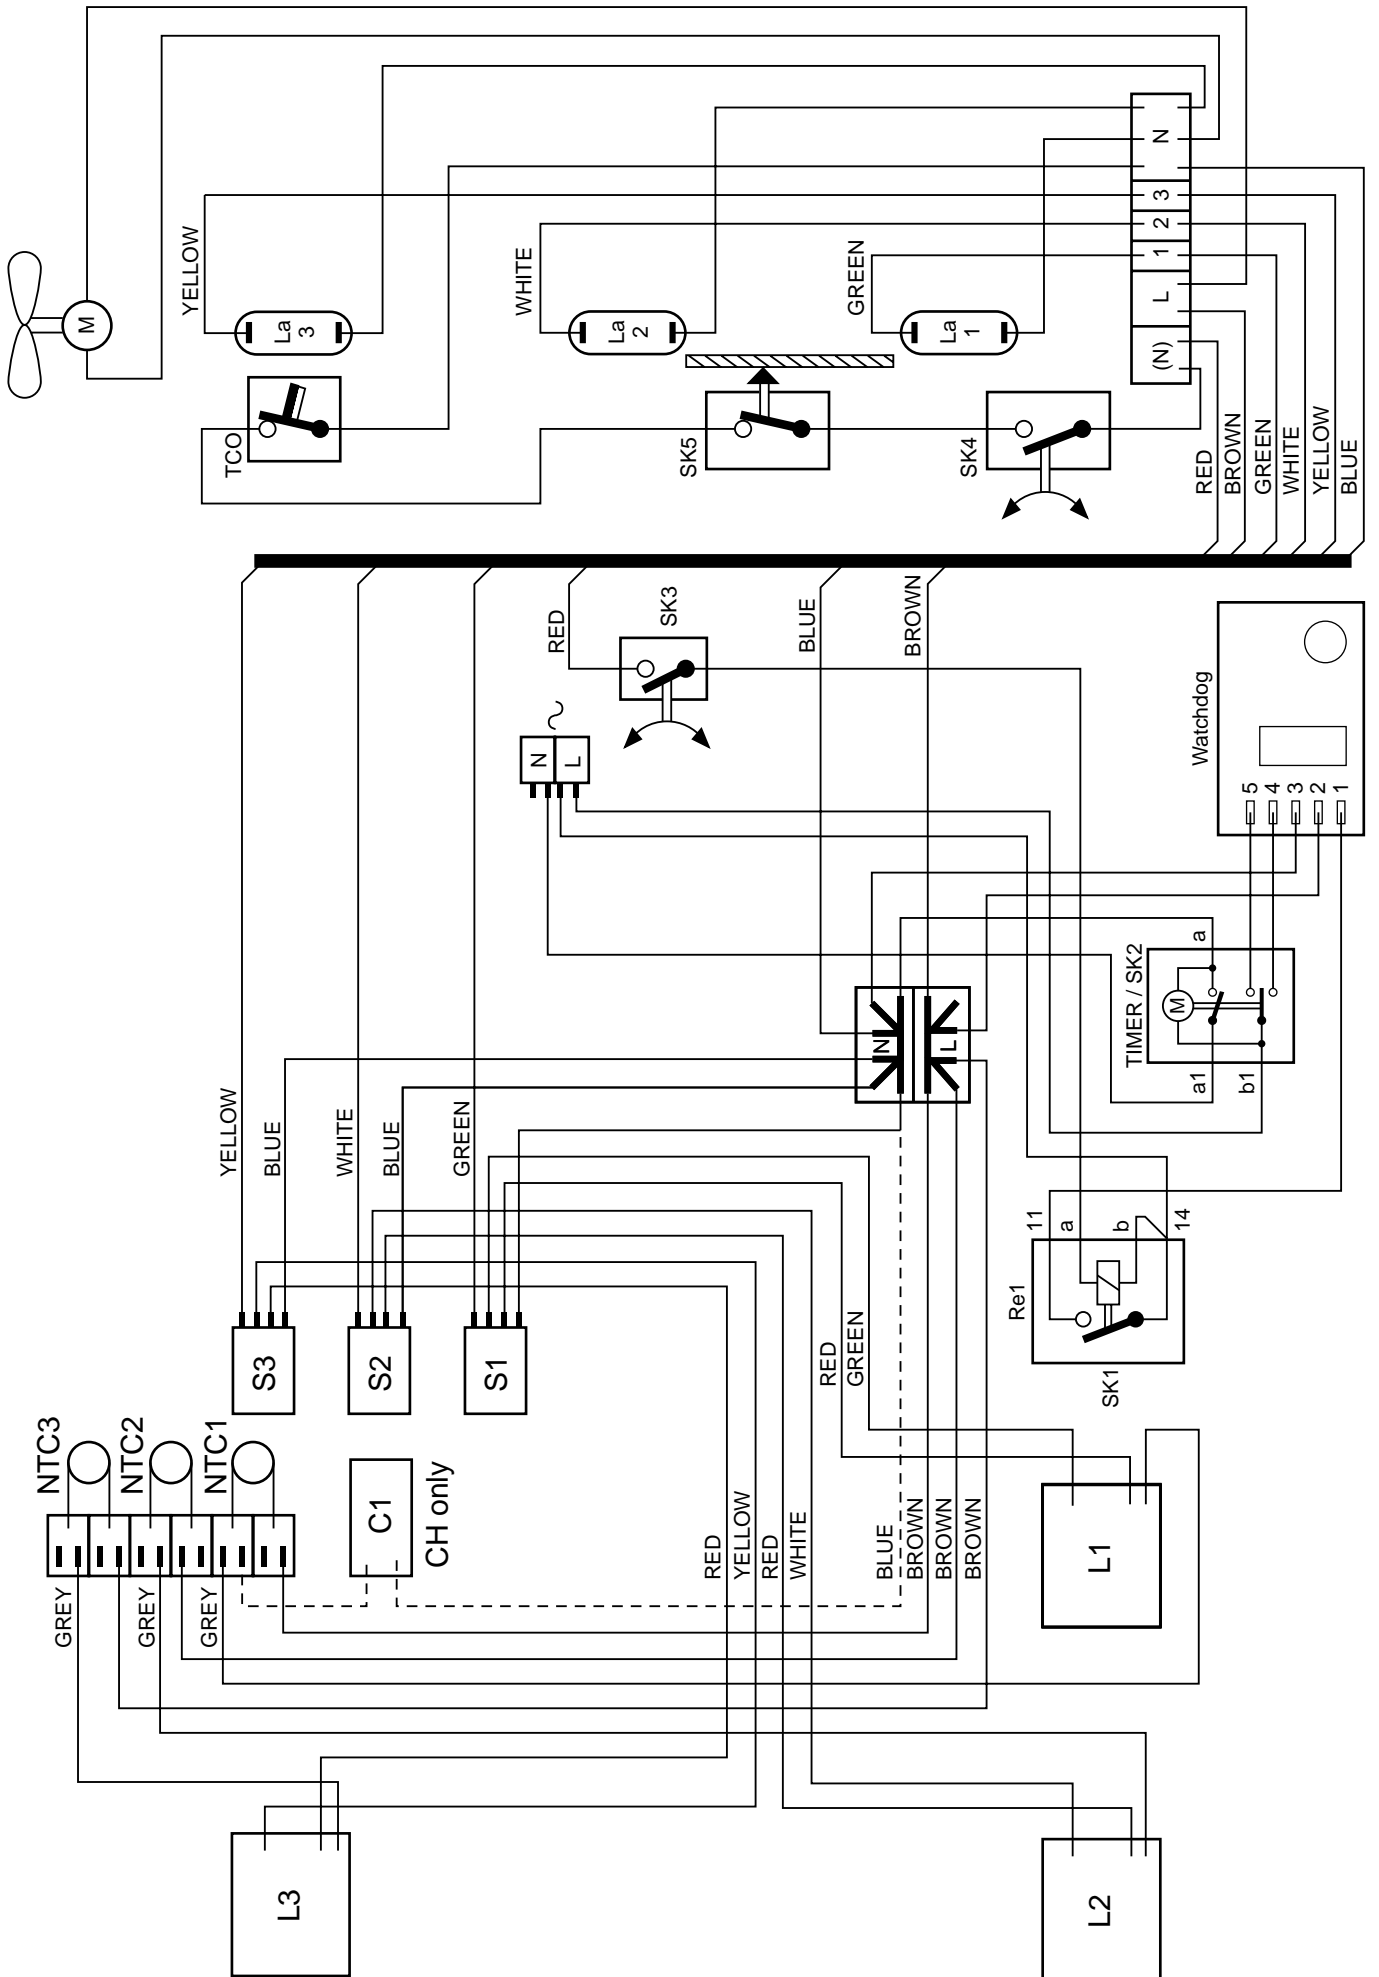 M
YELLOW
La
3
WHITE
La
2
GREEN
La
1
N
3
2
1
L
(N)
TCO
SK5
SK4
RED
BROWN
GREEN
WHITE
YELLOW
BLUE
RED
SK3
BLUE
BROWN
N
L
Watchdog
5
4
3
2
1
a
TIMER / SK2
M
a1
b1
N
L
YELLOW
BLUE
WHITE
BLUE
GREEN
11
a
b
14
Re1
SK1
S3
S2
S1
RED
GREEN
NTC3
NTC2
NTC1
C1
CH only
GREY
GREY
GREY
RED
YELLOW
RED
WHITE
BLUE
BROWN
BROWN
BROWN
L1
L3
L2